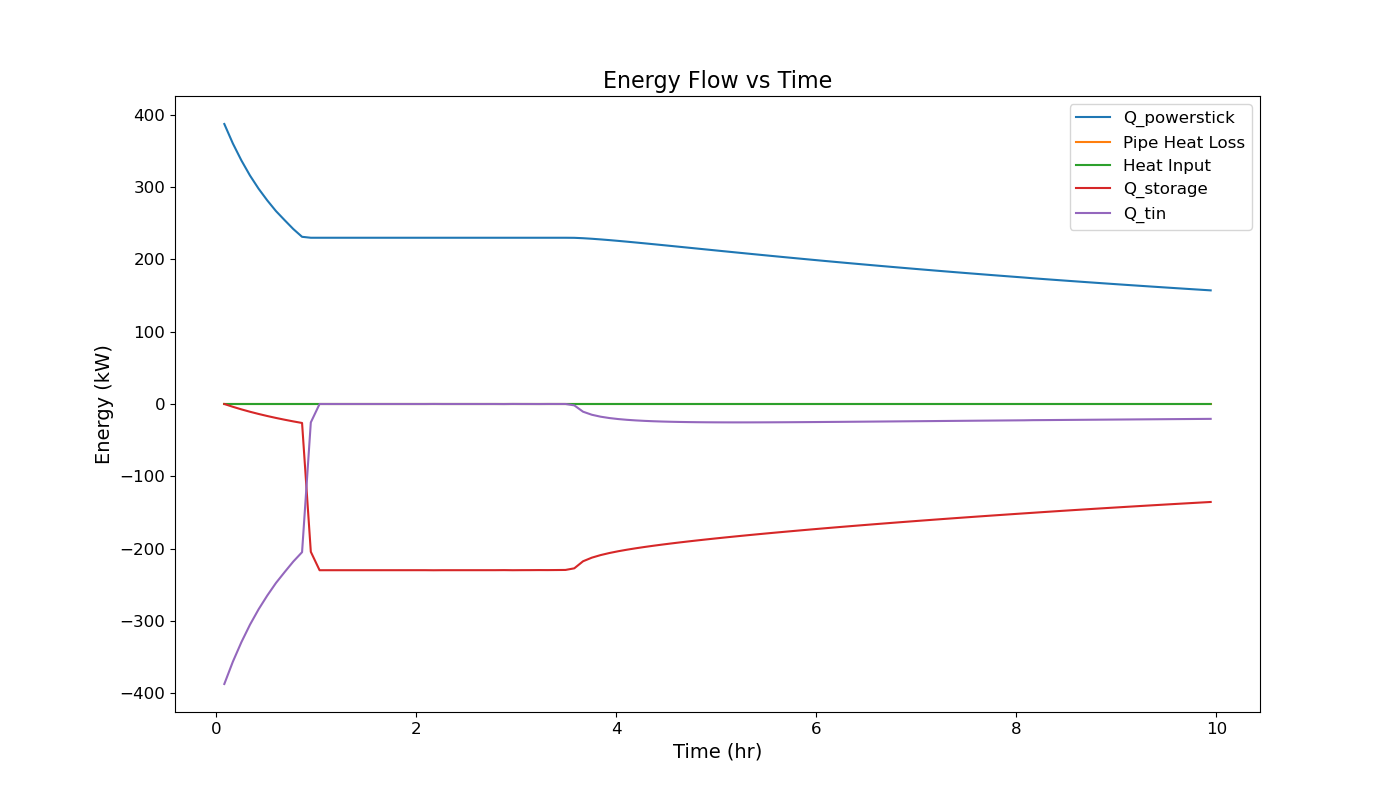 Energy Flow vs Time
Energy (kW)
400
300
200
100
0
−100
−200
−300
−400
Q_powerstick
Pipe Heat Loss
Heat Input
Q_storage
Q_tin
0 2 4 6 8 10
Time (hr)